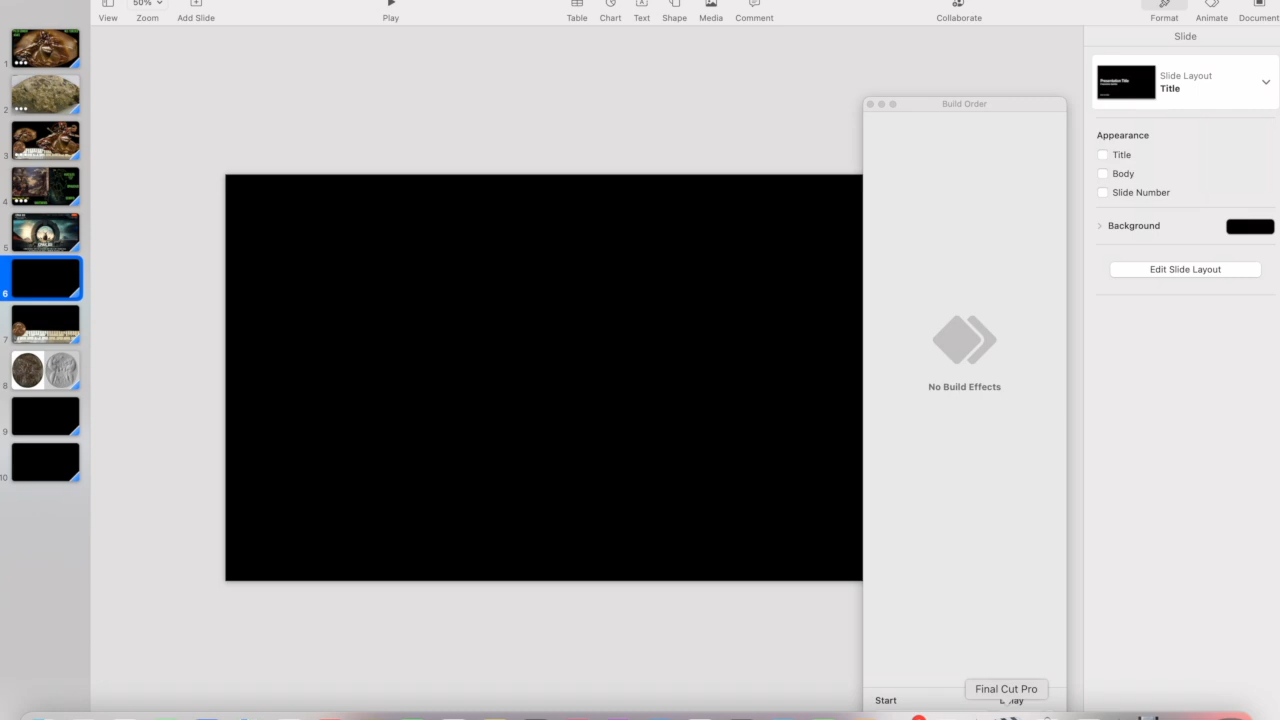 50%
View
Zoom
Add Slide
Play
Table
Chart
Text
Shape
Media
Comment
Collaborate
Format
Animate
Document
Slide
Slide Layout
Title
Appearance
Title
Body
Slide Number
Background
Edit Slide Layout
Build Order
No Build Effects
Start
Final Cut Pro
1
2
3
4
5
6
7
8
9
10